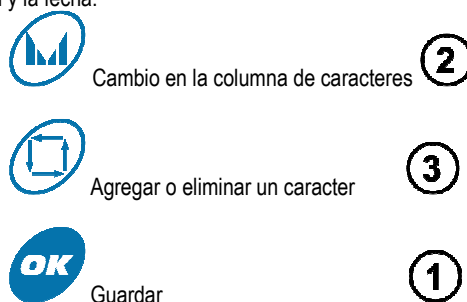 y la fecha.
Cambio en la columna de caracteres 2
Agregar o eliminar un caracter 3
OK
Guardar 1